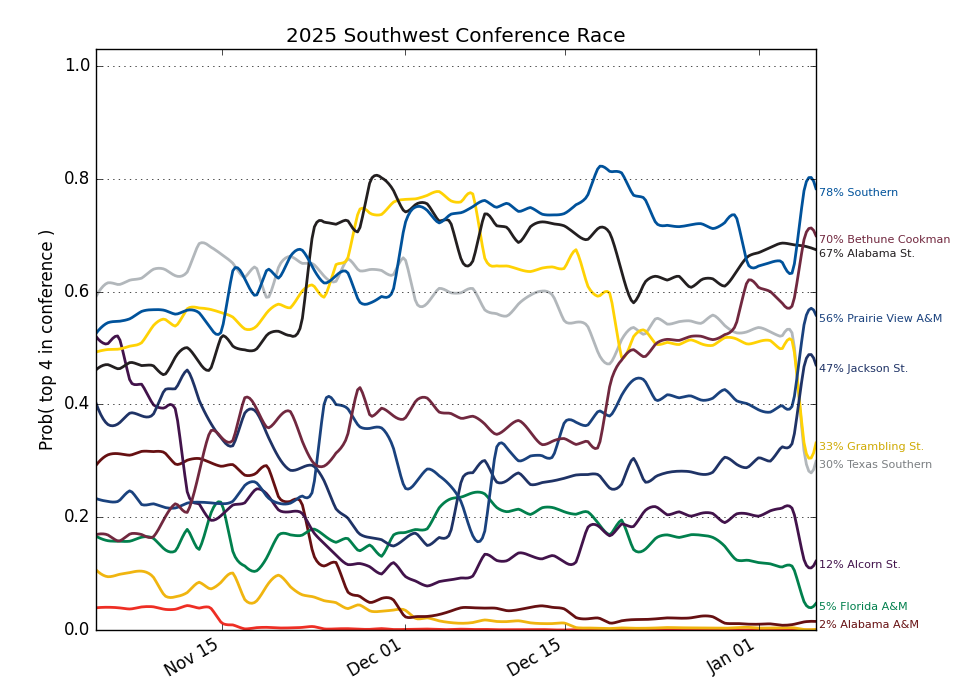 2025 Southwest Conference Race
Prob( top 4 in conference )
1.0
0.8
0.6
0.4
0.2
0.0
Nov 15
Dec 01
Dec 15
Jan 01
78% Southern
70% Bethune Cookman
67% Alabama St.
56% Prairie View A&M
47% Jackson St.
33% Grambling St.
30% Texas Southern
12% Alcorn St.
5% Florida A&M
2% Alabama A&M